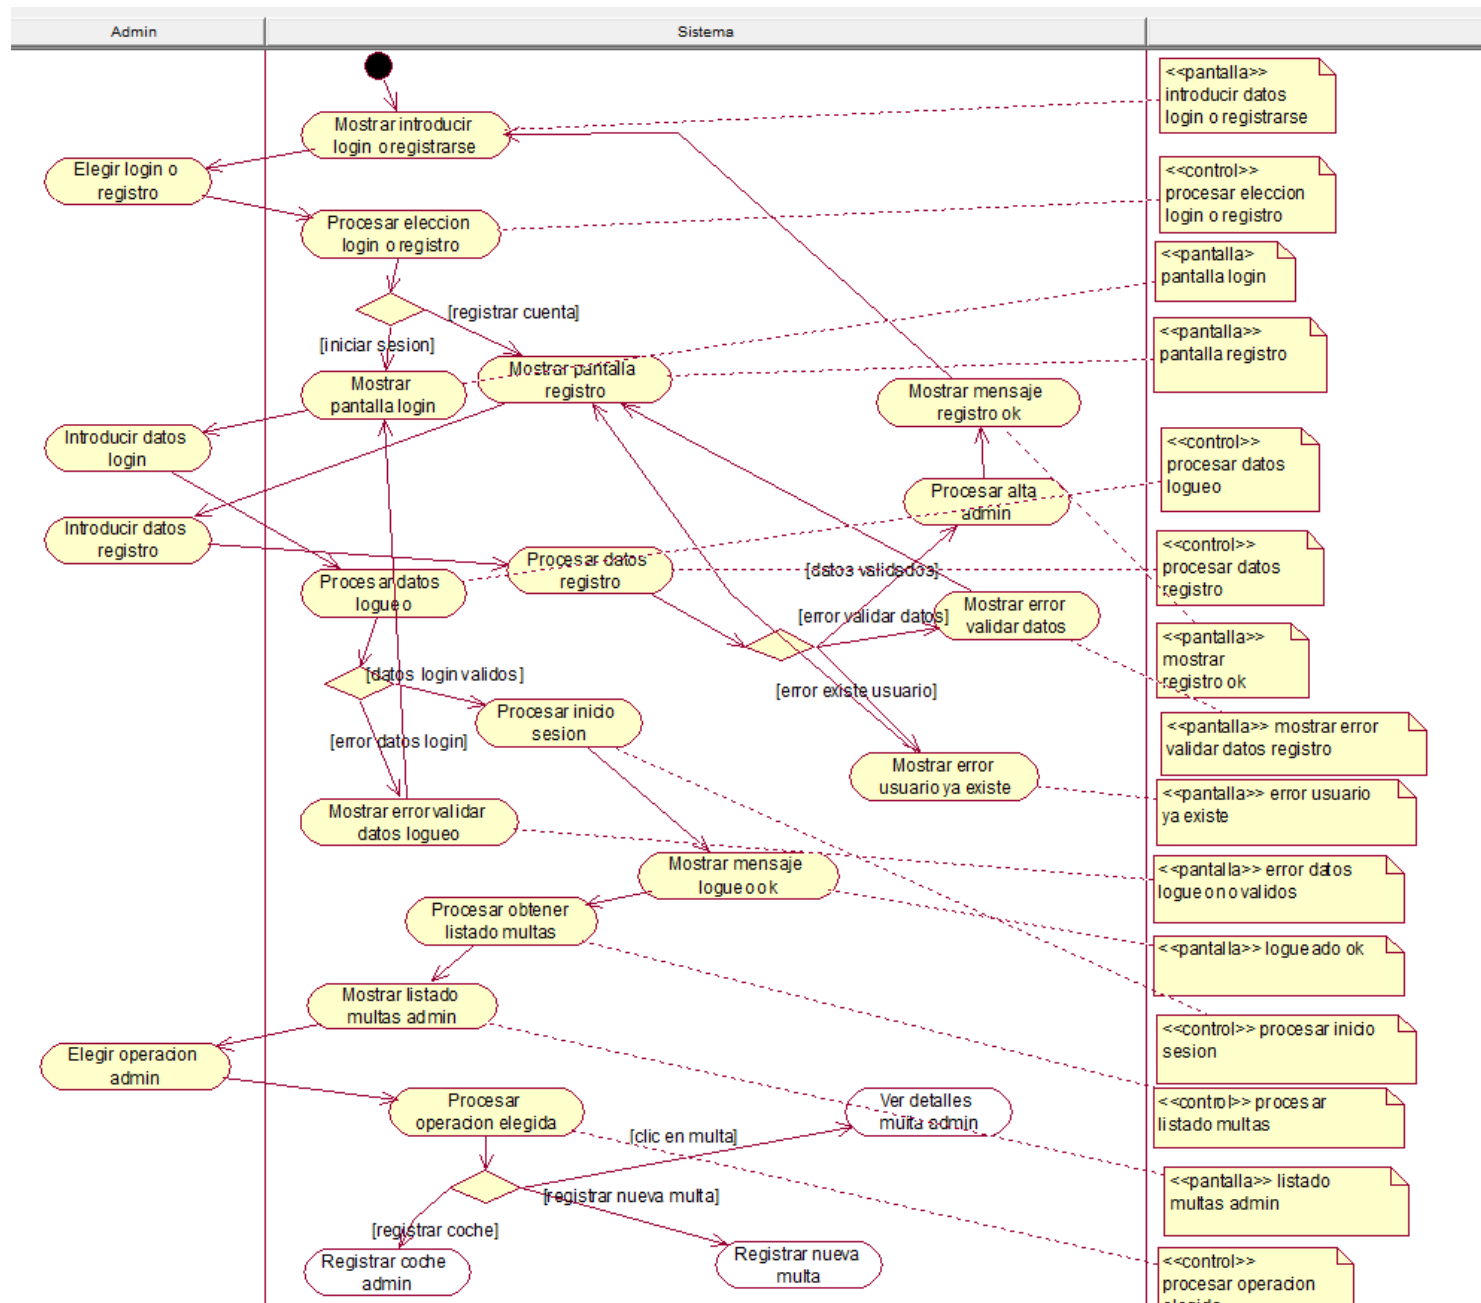 Admin
Sistema
<<pantalla>>
introducir datos
login o registrarse
Mostrar introducir
login o registrarse
Elegir login o
registro
<<control>>
procesar eleccion
login o registro
Procesar eleccion
login o registro
<<pantalla>
pantalla login
[registrar cuenta]
[iniciar sesion]
<<pantalla>>
pantalla registro
Mostrar pantalla
registro
Mostrar
pantalla login
Mostrar mensaje
registro ok
Introducir datos
login
<<control>>
procesar datos
logueo
Procesar alta
admin
Introducir datos
registro
<<control>>
procesar datos
registro
Procesar datos
registro
[datos validados]
Procesar datos
logueo
Mostrar error
validar datos
[error validar datos]
<<pantalla>>
mostrar
registro ok
[datos login validos]
[error existe usuario]
Procesar inicio
sesion
<<pantalla>> mostrar error
validar datos registro
[error datos login]
Mostrar error
usuario ya existe
<<pantalla>> error usuario
ya existe
Mostrar error validar
datos logueo
Mostrar mensaje
logueo ok
<<pantalla>> error datos
logueo no validos
Procesar obtener
listado multas
<<pantalla>> logueado ok
Mostrar listado
multas admin
<<control>> procesar inicio
sesion
Elegir operacion
admin
Procesar
operacion elegida
Ver detalles
multa admin
<<control>> procesar
listado multas
[clic en multa]
<<pantalla>> listado
multas admin
[registrar nueva multa]
[registrar coche]
Registrar coche
admin
Registrar nueva
multa
<<control>>
procesar operacion